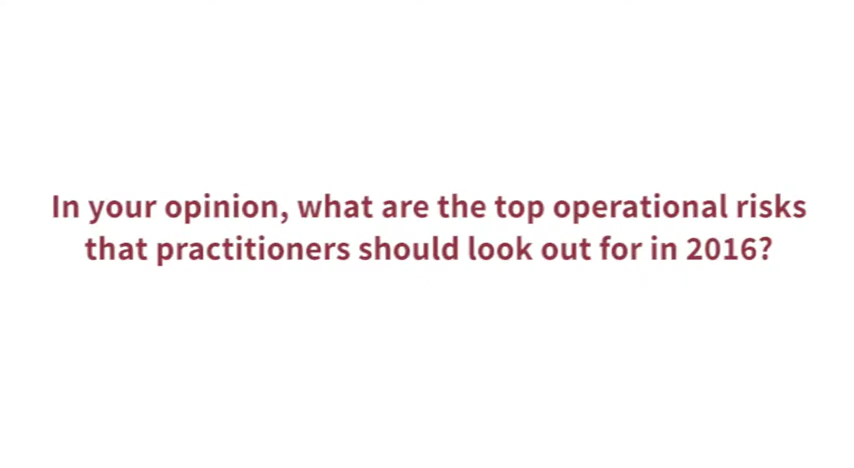 In your opinion, what are the top operational risks
that practitioners should look out for in 2016?